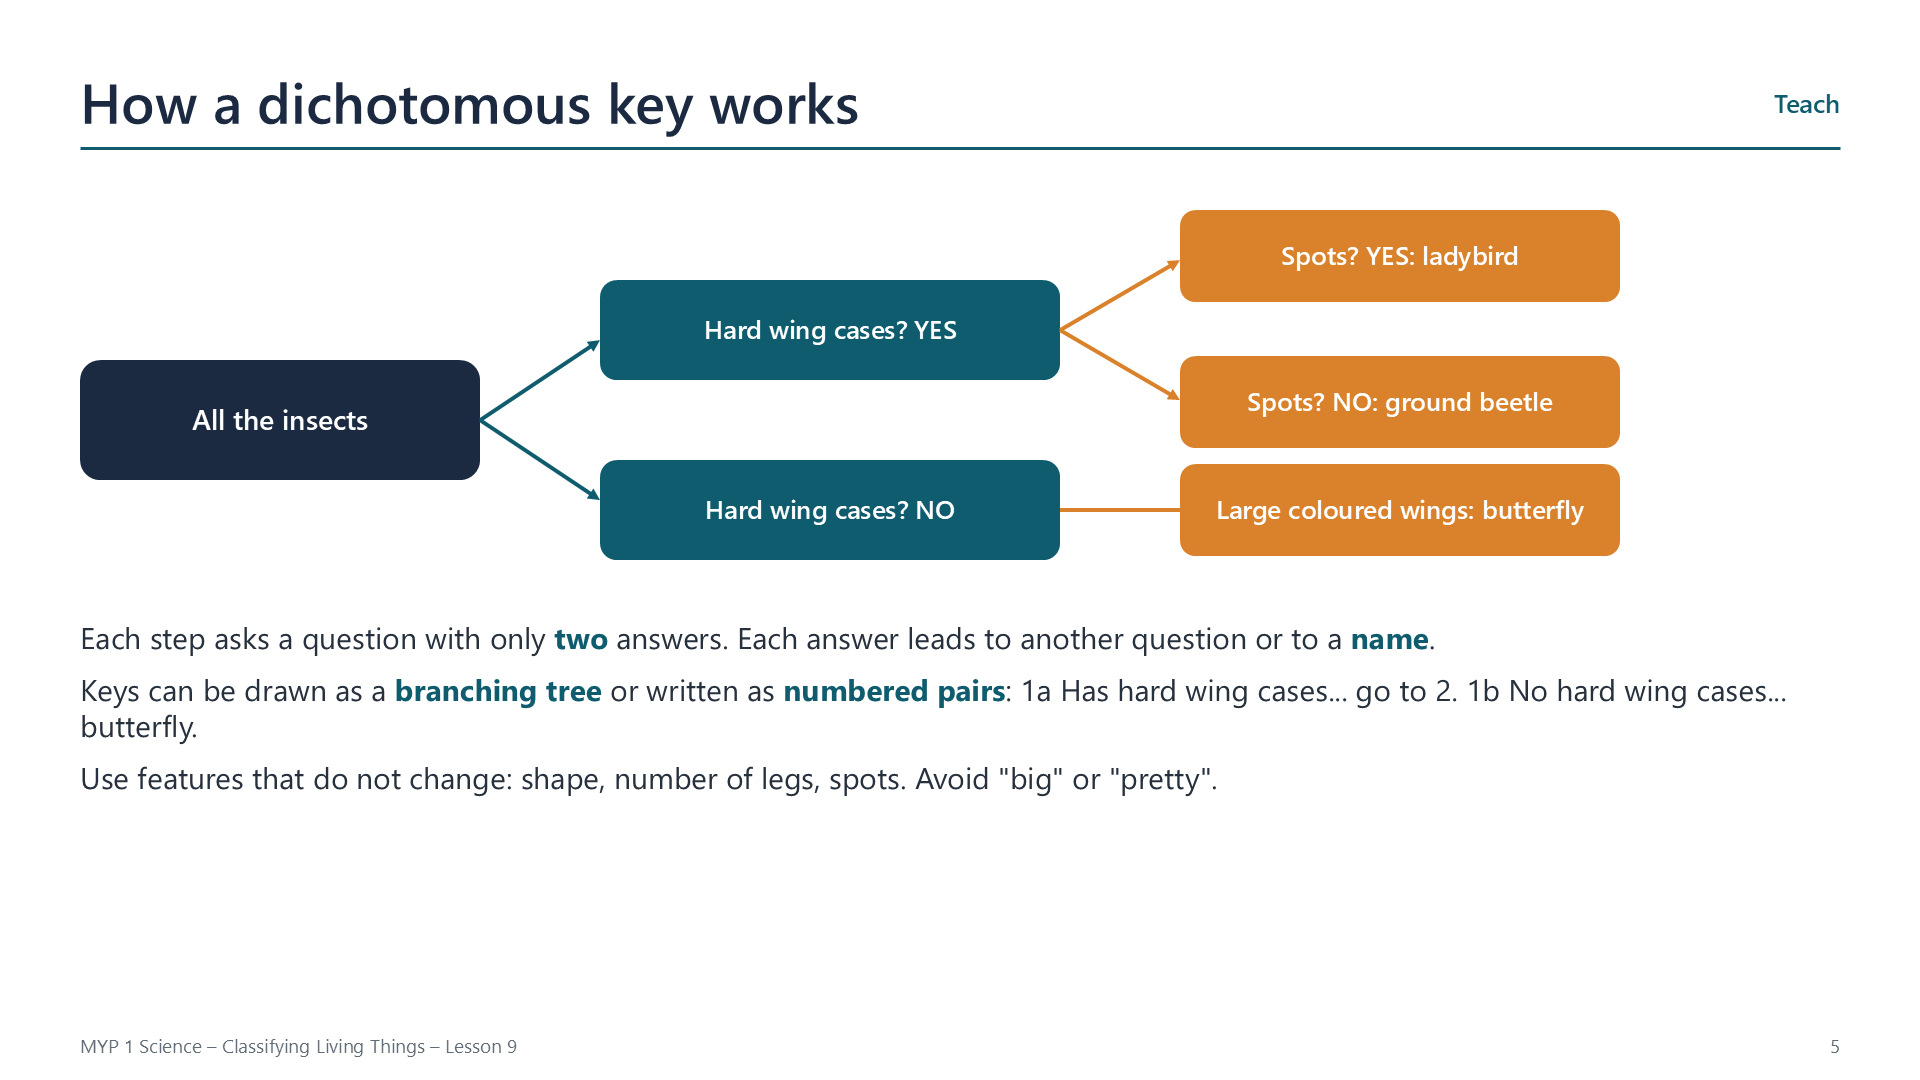 How a dichotomous key works
Teach
Spots? YES: ladybird
Hard wing cases? YES
All the insects
Spots? NO: ground beetle
Hard wing cases? NO
Large coloured wings: butterfly
Each step asks a question with only two answers. Each answer leads to another question or to a name.
Keys can be drawn as a branching tree or written as numbered pairs: 1a Has hard wing cases... go to 2. 1b No hard wing cases...
butterfly.
Use features that do not change: shape, number of legs, spots. Avoid "big" or "pretty".
MYP 1 Science – Classifying Living Things – Lesson 9
5